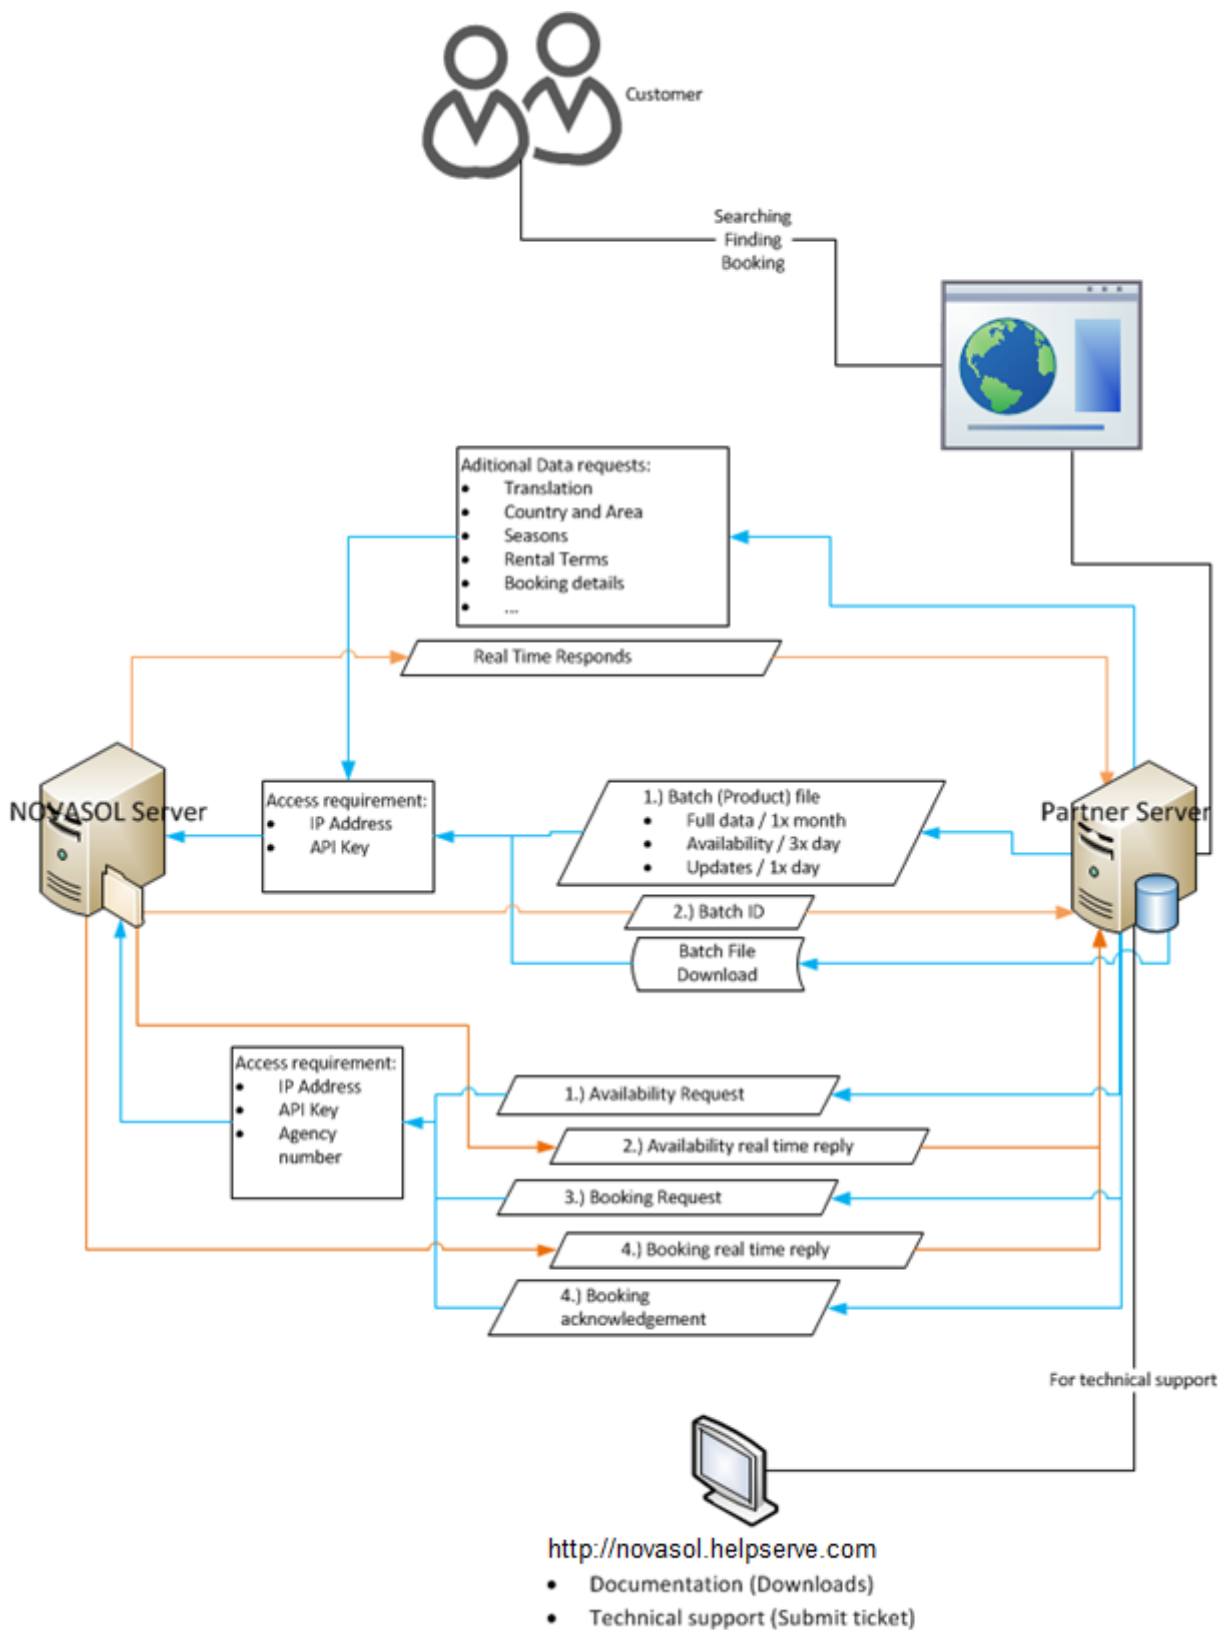 Customer
Searching
Finding
Booking
Aditional Data requests:
• Translation
• Country and Area
• Seasons
• Rental Terms
• Booking details
• ...
Real Time Responds
NOVASOL Server
Access requirement:
• IP Address
• API Key
1.) Batch (Product) file
• Full data / 1x month
• Availability / 3x day
• Updates / 1x day
Partner Server
2.) Batch ID
Batch File
Download
Access requirement:
• IP Address
• API Key
• Agency
number
1.) Availability Request
2.) Availability real time reply
3.) Booking Request
4.) Booking real time reply
4.) Booking
acknowledgement
For technical support
http://novasol.helpserve.com
• Documentation (Downloads)
• Technical support (Submit ticket)